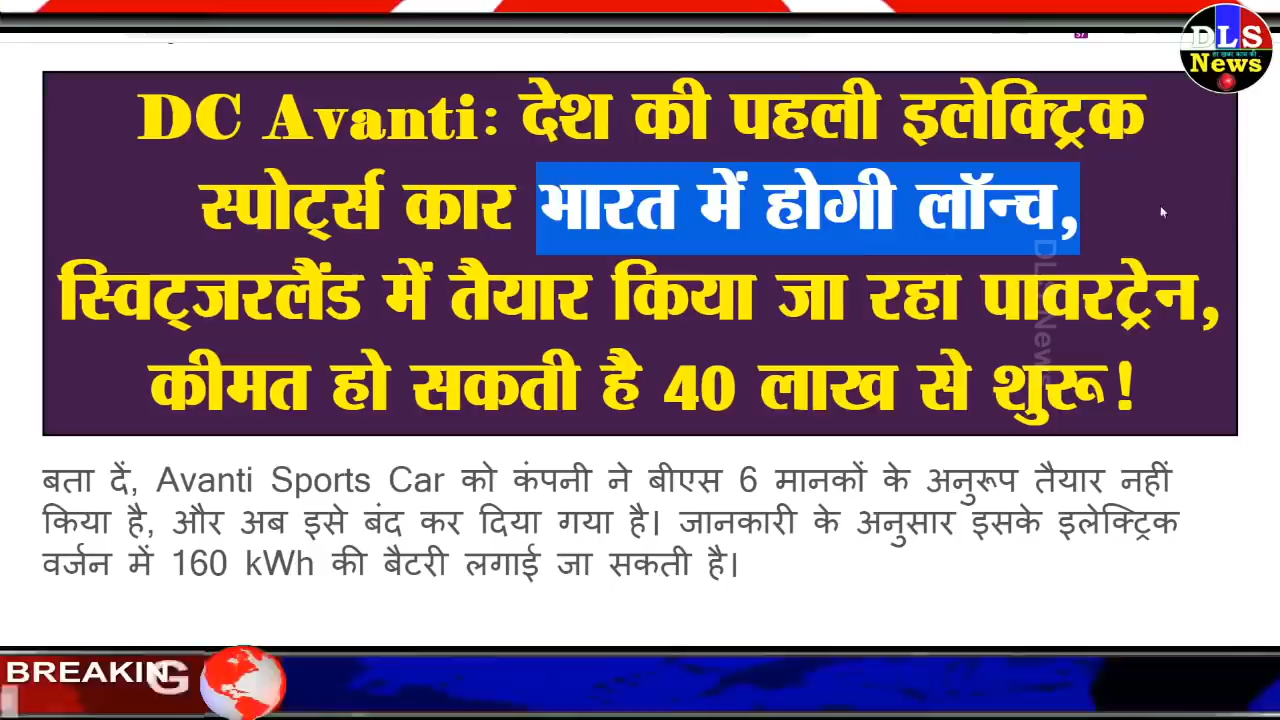 DLS
News
DC Avanti: देश की पहली इलेक्ट्रिक
स्पोर्ट्स कार भारत में होगी लॉन्च,
स्विट्जरलैंड में तैयार किया जा रहा पावरट्रेन,
कीमत हो सकती है 40 लाख से शुरू!
DLS News
बता दें, Avanti Sports Car को कंपनी ने बीएस 6 मानकों के अनुरूप तैयार नहीं
किया है, और अब इसे बंद कर दिया गया है। जानकारी के अनुसार इसके इलेक्ट्रिक
वर्जन में 160 kWh की बैटरी लगाई जा सकती है।
BREAKING